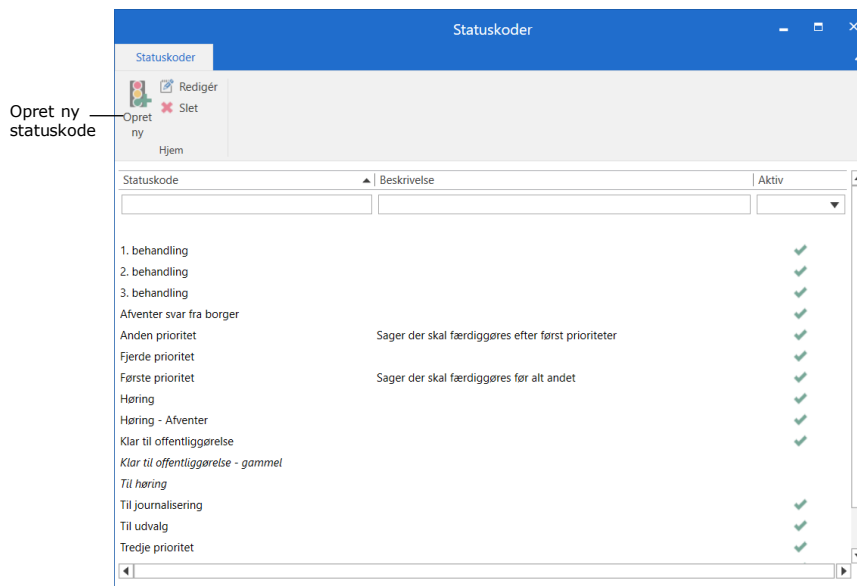 Statuskoder
Statuskoder
Redigér
Slet
Opret
ny
Hjem
Opret ny
statuskode
Statuskode Beskrivelse Aktiv
1. behandling
2. behandling
3. behandling
Afventer svar fra borger
Anden prioritet Sager der skal færdiggøres efter først prioriteter
Fjerde prioritet
Første prioritet Sager der skal færdiggøres før alt andet
Høring
Høring - Afventer
Klar til offentliggørelse
Klar til offentliggørelse - gammel
Til høring
Til journalisering
Til udvalg
Tredje prioritet